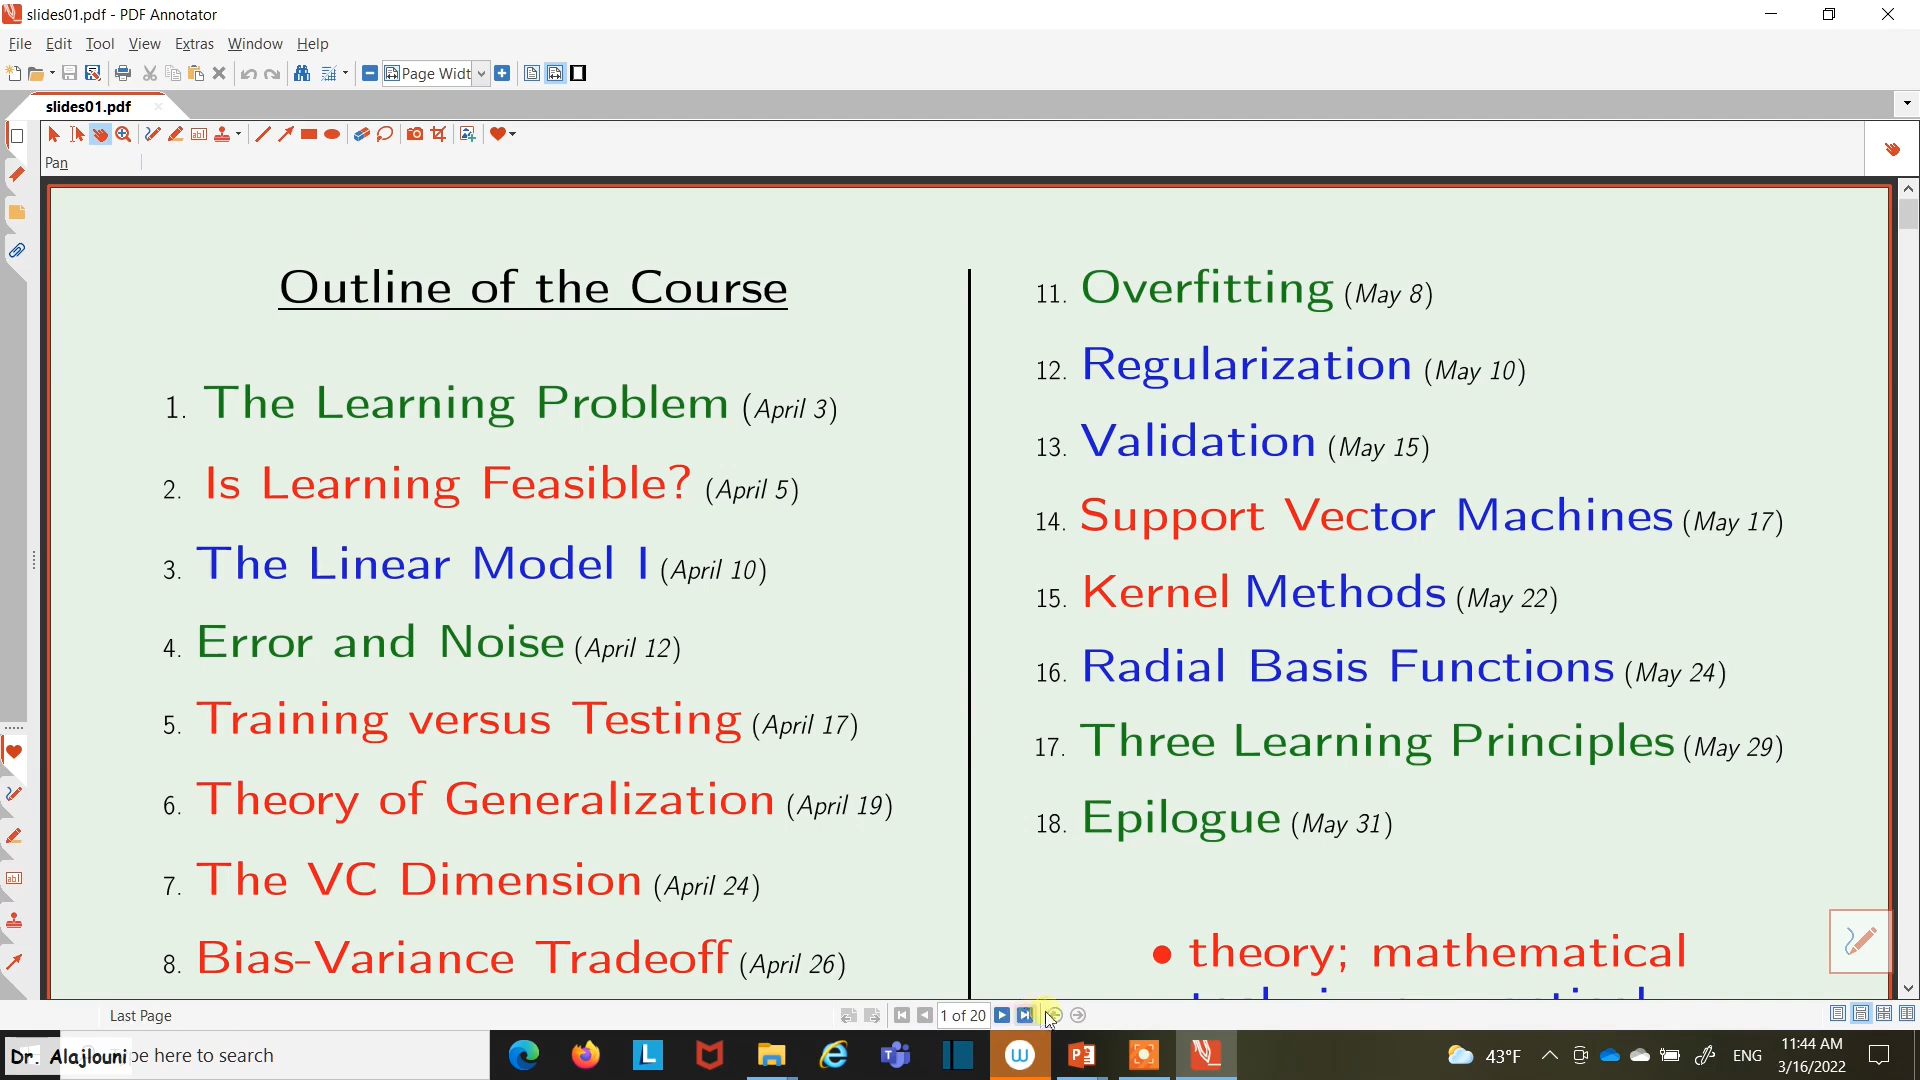 slides01.pdf - PDF Annotator
File Edit Tool View Extras Window Help
Page Widt
slides01.pdf
Pan
Outline of the Course
1. The Learning Problem (April 3)
2. Is Learning Feasible? (April 5)
3. The Linear Model I (April 10)
4. Error and Noise (April 12)
5. Training versus Testing (April 17)
6. Theory of Generalization (April 19)
7. The VC Dimension (April 24)
8. Bias-Variance Tradeoff (April 26)
11. Overfitting (May 8)
12. Regularization (May 10)
13. Validation (May 15)
14. Support Vector Machines (May 17)
15. Kernel Methods (May 22)
16. Radial Basis Functions (May 24)
17. Three Learning Principles (May 29)
18. Epilogue (May 31)
• theory; mathematical
Last Page
1 of 20
Dr. Alajlouni
pe here to search
43°F
ENG
11:44 AM
3/16/2022